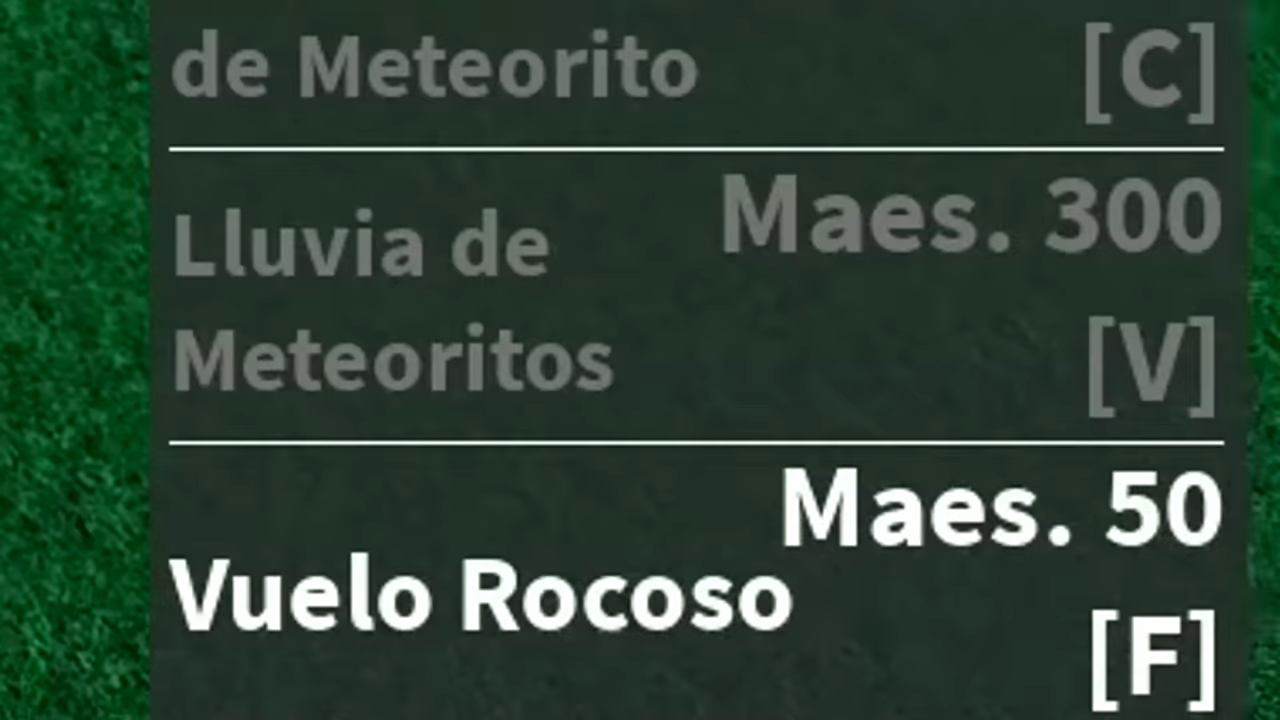 de Meteorito [C]
Maes. 300
Lluvia de
Meteoritos [V]
Maes. 50
Vuelo Rocoso
[F]